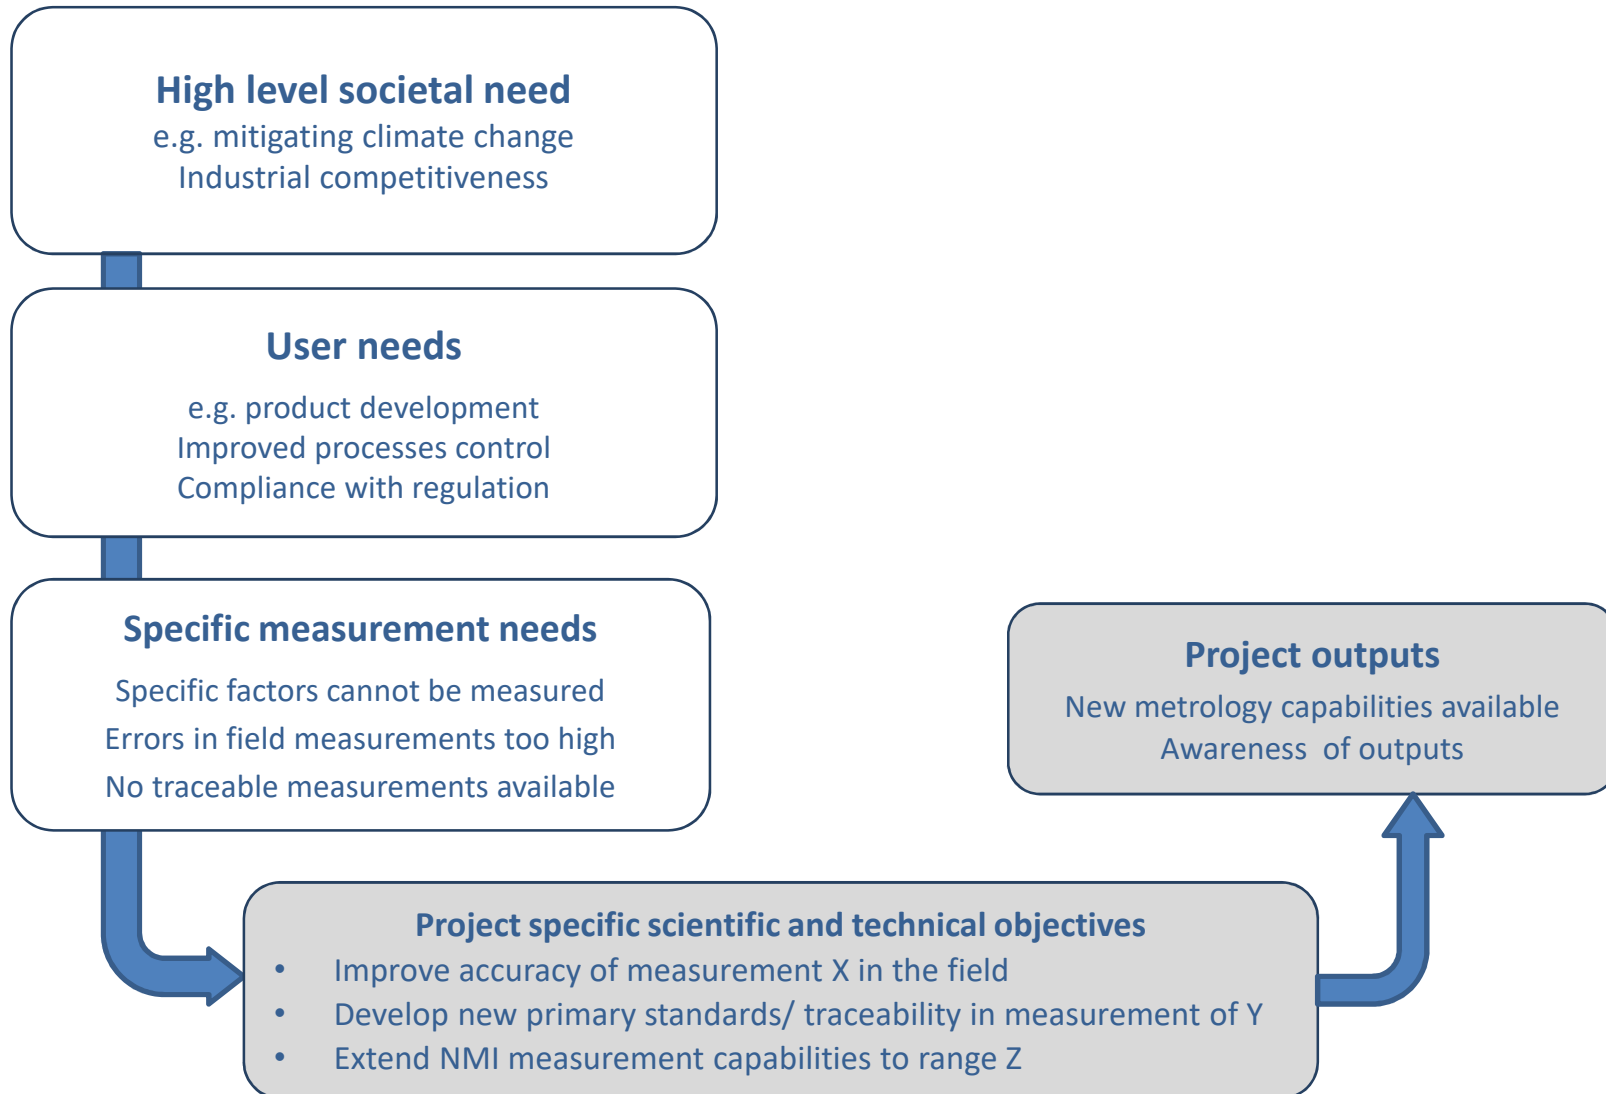 High level societal need
e.g. mitigating climate change
Industrial competitiveness
User needs
e.g. product development
Improved processes control
Compliance with regulation
Specific measurement needs
Specific factors cannot be measured
Errors in field measurements too high
No traceable measurements available
Project specific scientific and technical objectives
• Improve accuracy of measurement X in the field
• Develop new primary standards/ traceability in measurement of Y
• Extend NMI measurement capabilities to range Z
Project outputs
New metrology capabilities available
Awareness of outputs